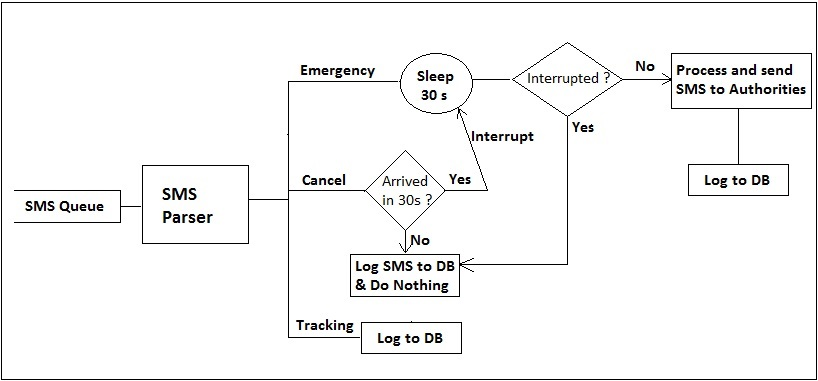 Emergency
Sleep
30 s
Interrupted ?
No
Process and send
SMS to Authorities
Interrupt
Yes
Cancel
Arrived
in 30s ?
Yes
Log to DB
SMS Queue
SMS
Parser
No
Log SMS to DB
& Do Nothing
Tracking
Log to DB